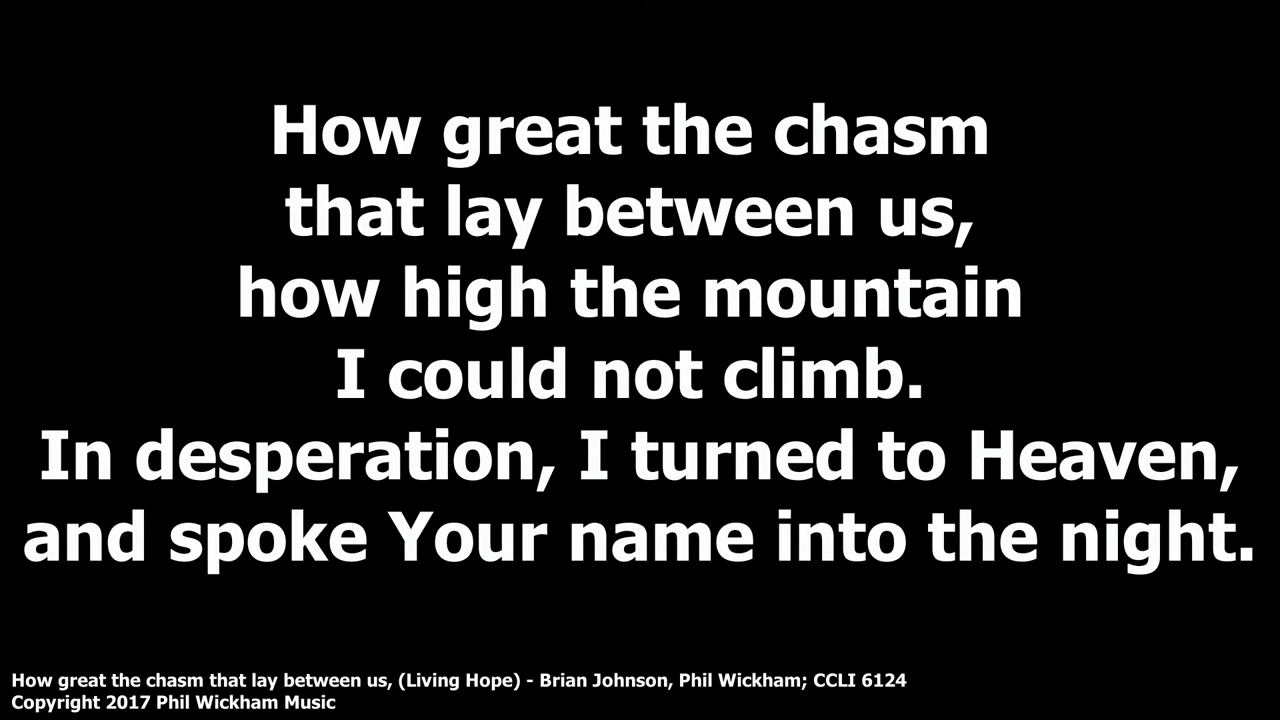 How great the chasm
that lay between us,
how high the mountain
I could not climb.
In desperation, I turned to Heaven,
and spoke Your name into the night.
How great the chasm that lay between us, (Living Hope) - Brian Johnson, Phil Wickham; CCLI 6124
Copyright 2017 Phil Wickham Music